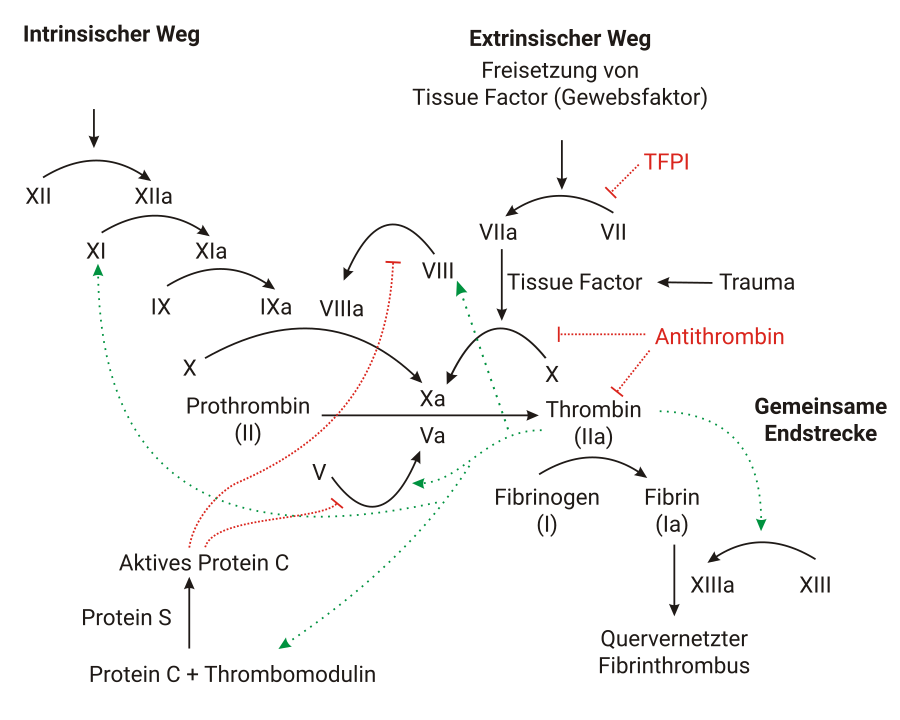 Intrinsischer Weg
Extrinsischer Weg
Freisetzung von
Tissue Factor (Gewebsfaktor)
TFPI
XII
XIIa
VIIa
VII
XI
XIa
VIII
Tissue Factor
Trauma
IX
IXa
VIIIa
Antithrombin
X
X
Xa
Prothrombin
(II)
Thrombin
(IIa)
Gemeinsame
Endstrecke
Va
V
Fibrinogen
(I)
Fibrin
(Ia)
Aktives Protein C
XIIIa
XIII
Protein S
Quervernetzter
Fibrinthrombus
Protein C + Thrombomodulin